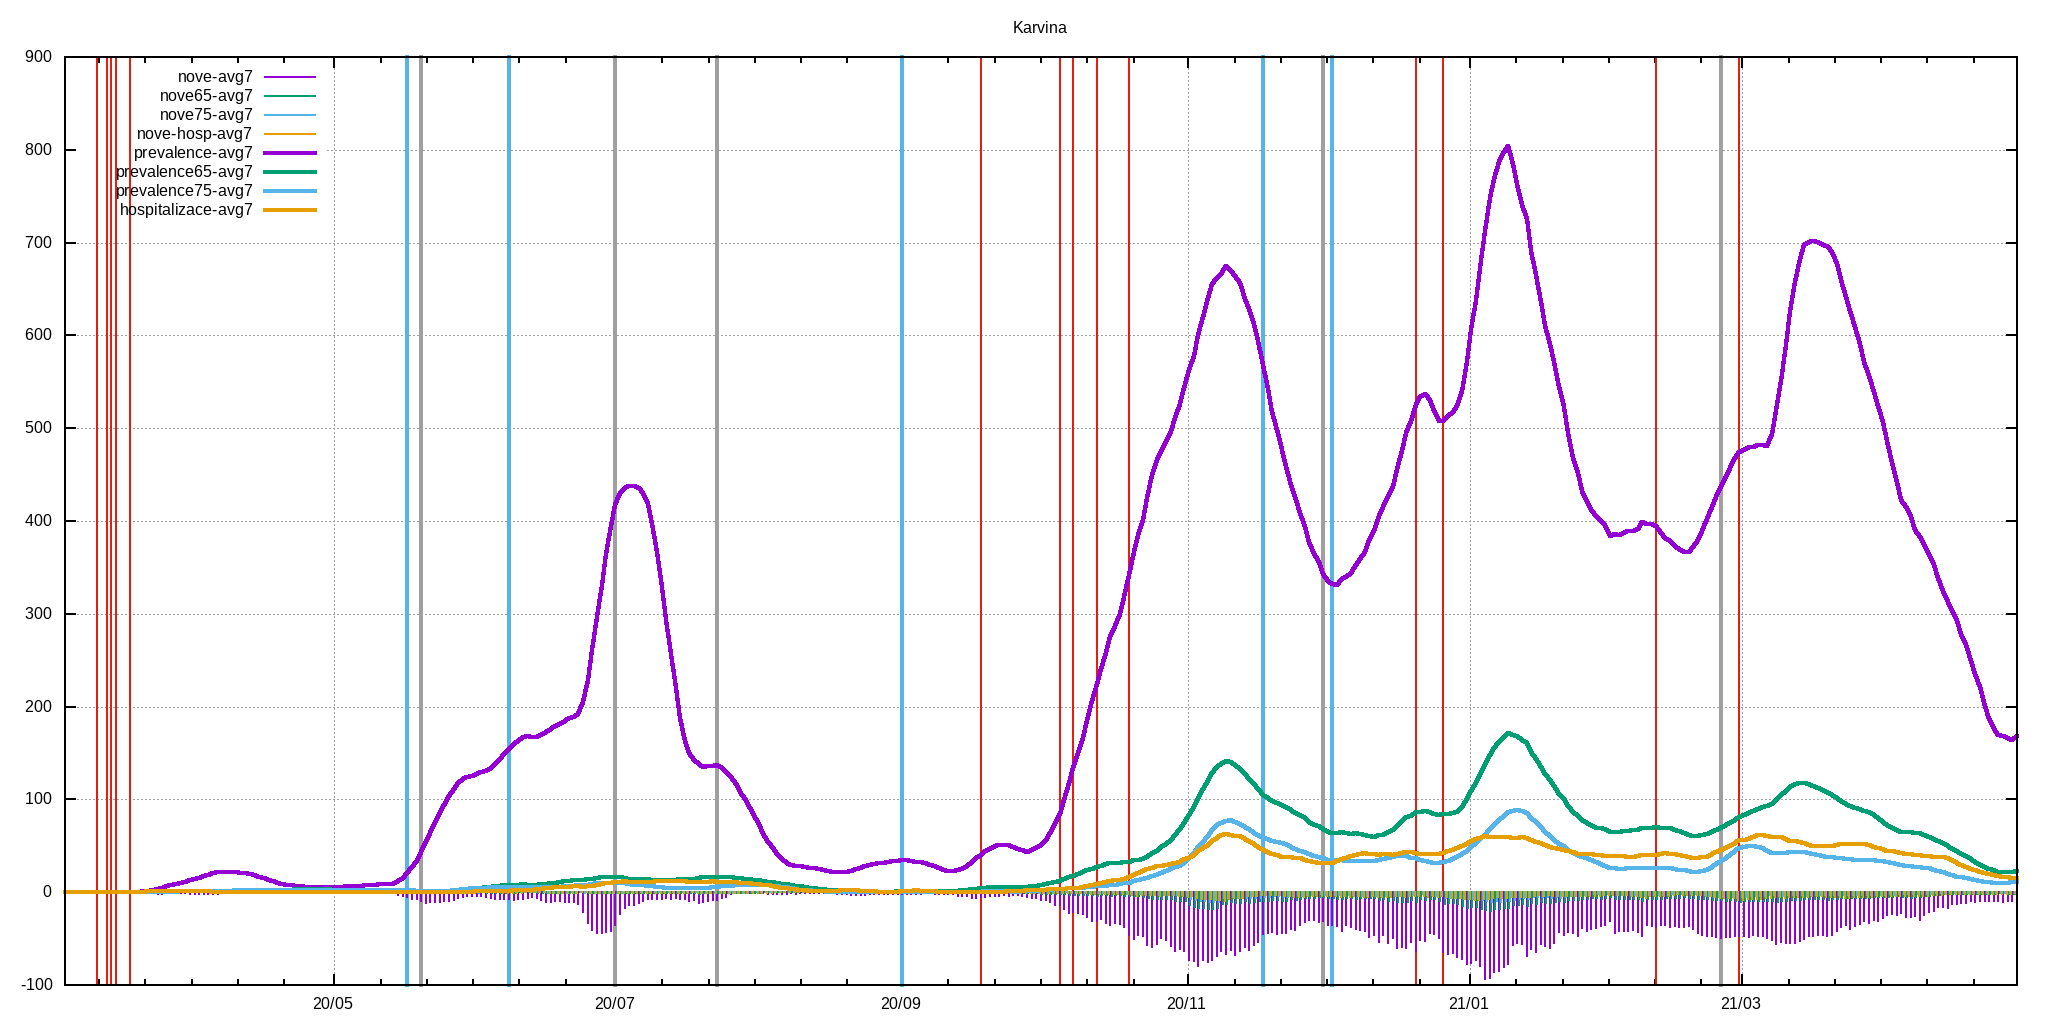 Karvina
900
800
700
600
500
400
300
200
100
0
-100
nove-avg7
nove65-avg7
nove75-avg7
nove-hosp-avg7
prevalence-avg7
prevalence65-avg7
prevalence75-avg7
hospitalizace-avg7
20/05
20/07
20/09
20/11
21/01
21/03